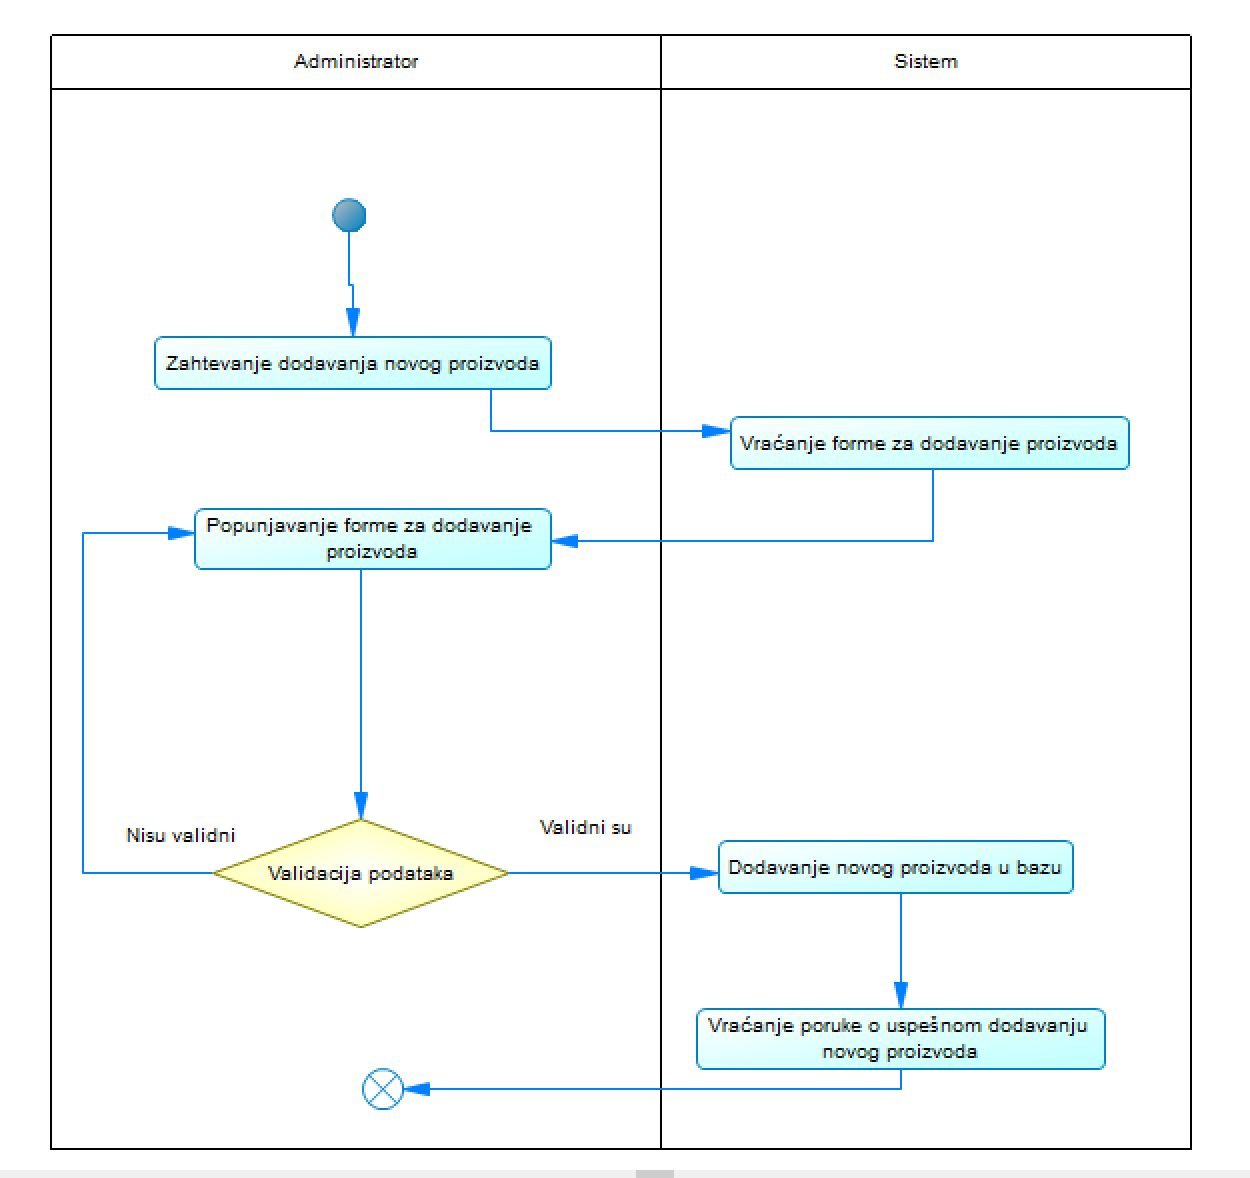 Administrator
Sistem
Zahtevanje dodavanja novog proizvoda
Vraćanje forme za dodavanje proizvoda
Popunjavanje forme za dodavanje
proizvoda
Nisu validni
Validni su
Validacija podataka
Dodavanje novog proizvoda u bazu
Vraćanje poruke o uspešnom dodavanju
novog proizvoda